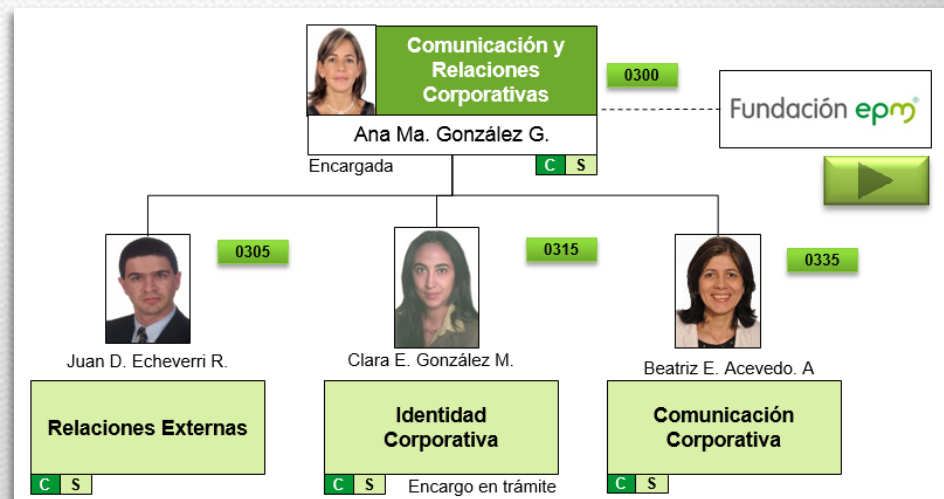 Comunicación y
Relaciones
Corporativas
0300
Fundación epm®
Ana Ma. González G.
Encargada
C S
0305
0315
0335
Juan D. Echeverri R.
Clara E. González M.
Beatriz E. Acevedo. A
Relaciones Externas
Identidad
Corporativa
Comunicación
Corporativa
C S
Encargo en trámite
C S